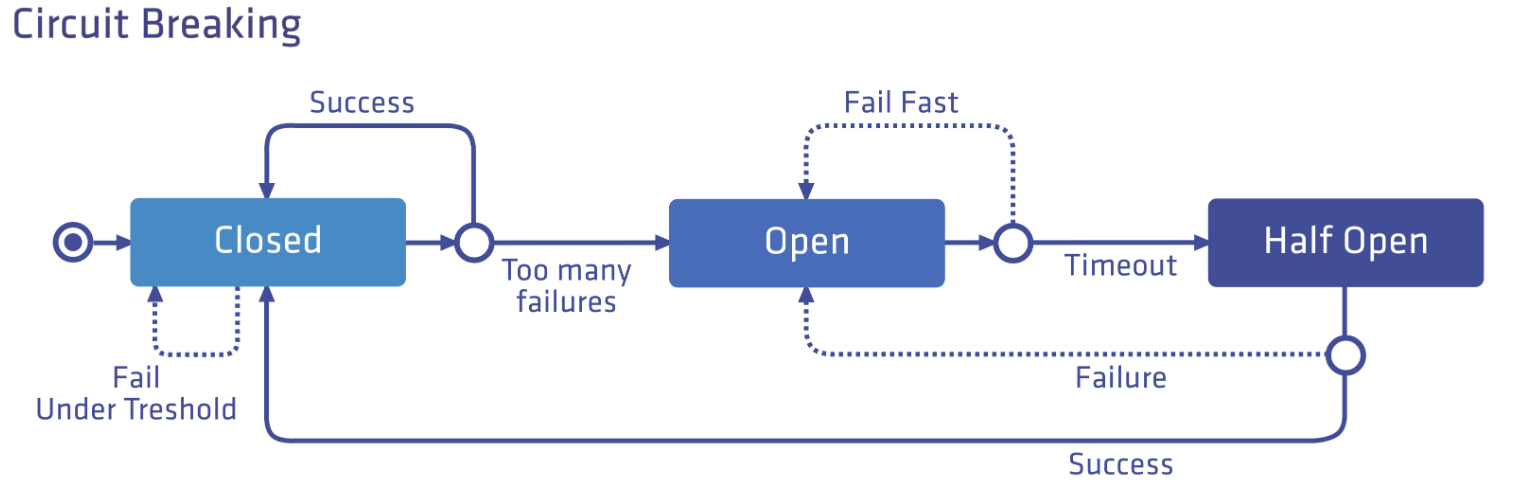 Circuit Breaking
Success
Fail Fast
Closed
Open
Half Open
Too many
failures
Timeout
Fail
Under Treshold
Failure
Success